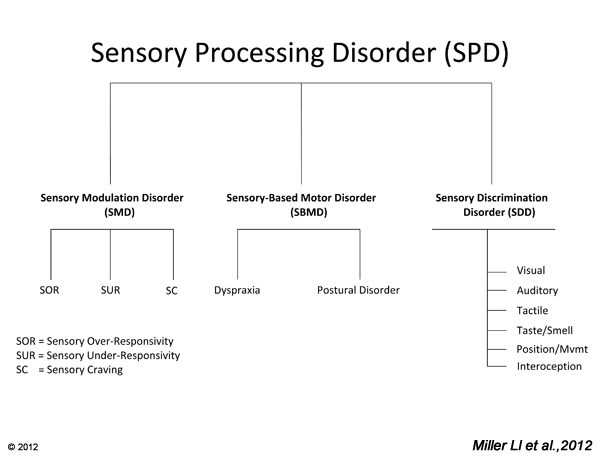 Sensory Processing Disorder (SPD)
Sensory Modulation Disorder
(SMD)
Sensory-Based Motor Disorder
(SBMD)
Sensory Discrimination
Disorder (SDD)
SOR
SUR
SC
Dyspraxia
Postural Disorder
Visual
Auditory
Tactile
Taste/Smell
Position/Mvmt
Interoception
SOR = Sensory Over-Responsivity
SUR = Sensory Under-Responsivity
SC = Sensory Craving
© 2012
Miller LI et al.,2012